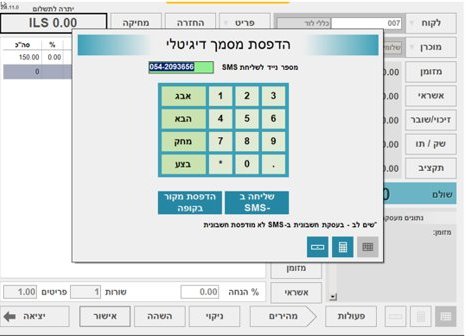 28.11.0
יתרה לתשלום
ILS 0.00
מחיקה
החזרה
פריט
כללי לוד
007
לקוח
סה"כ
%
150.00
0.00
0
מוכרן
מזומן
אשראי
זיכוי/שובר
שק / תו
תקציב
שולם
הדפסת מסמך דיגיטלי
מספר נייד לשליחת SMS
054-2093656
אבג 1 2 3
הבא 4 5 6
מחק 7 8 9
בצע * 0 .
שליחה ב
-SMS
הדפסת מקור
בקופה
*שים לב - בעסקת חשבונית ב-SMS לא מודפסת חשבונית
מזומן:
מזומן
אשראי
% הנחה 0.00
שורות 1
פריטים 1.00
פעולות
מהירים
ניקוי
השהה
אישור
יציאה